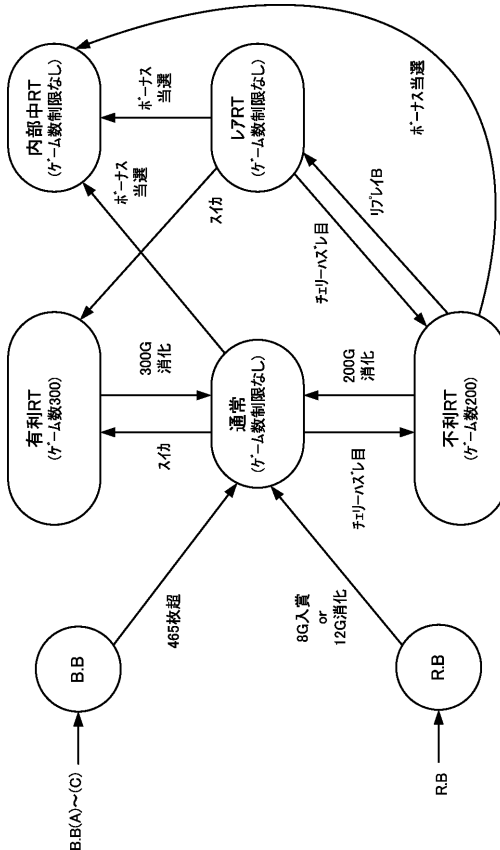 B.B(A)～(C)
B.B
465枚超
R.B
R.B
8G入賞
or
12G消化
有利RT
(ゲーム数300)
スイカ
300G
消化
通常
(ゲーム数制限なし)
チェリーハズレ目
200G
消化
不利RT
(ゲーム数200)
内部中RT
(ゲーム数制限なし)
ボーナス
当選
ボーナス
当選
スイカ
レアRT
(ゲーム数制限なし)
チェリーハズレ目
リプレイB
ボーナス当選